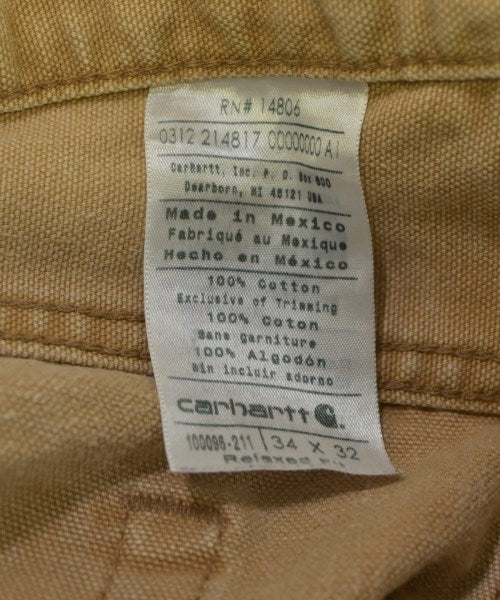 RN# 14806
0312 214817 00000000 A1
Carhartt, Inc. P. O. Box 600
Dearborn, MI 48121 USA
Made in Mexico
Fabriqué au Mexique
Hecho en México
100% Cotton
Exclusive of Trimming
100% Coton
Sans garniture
100% Algodón
Sin incluir adorno
carhartt
100096-211 34 X 32
Relaxed Fit